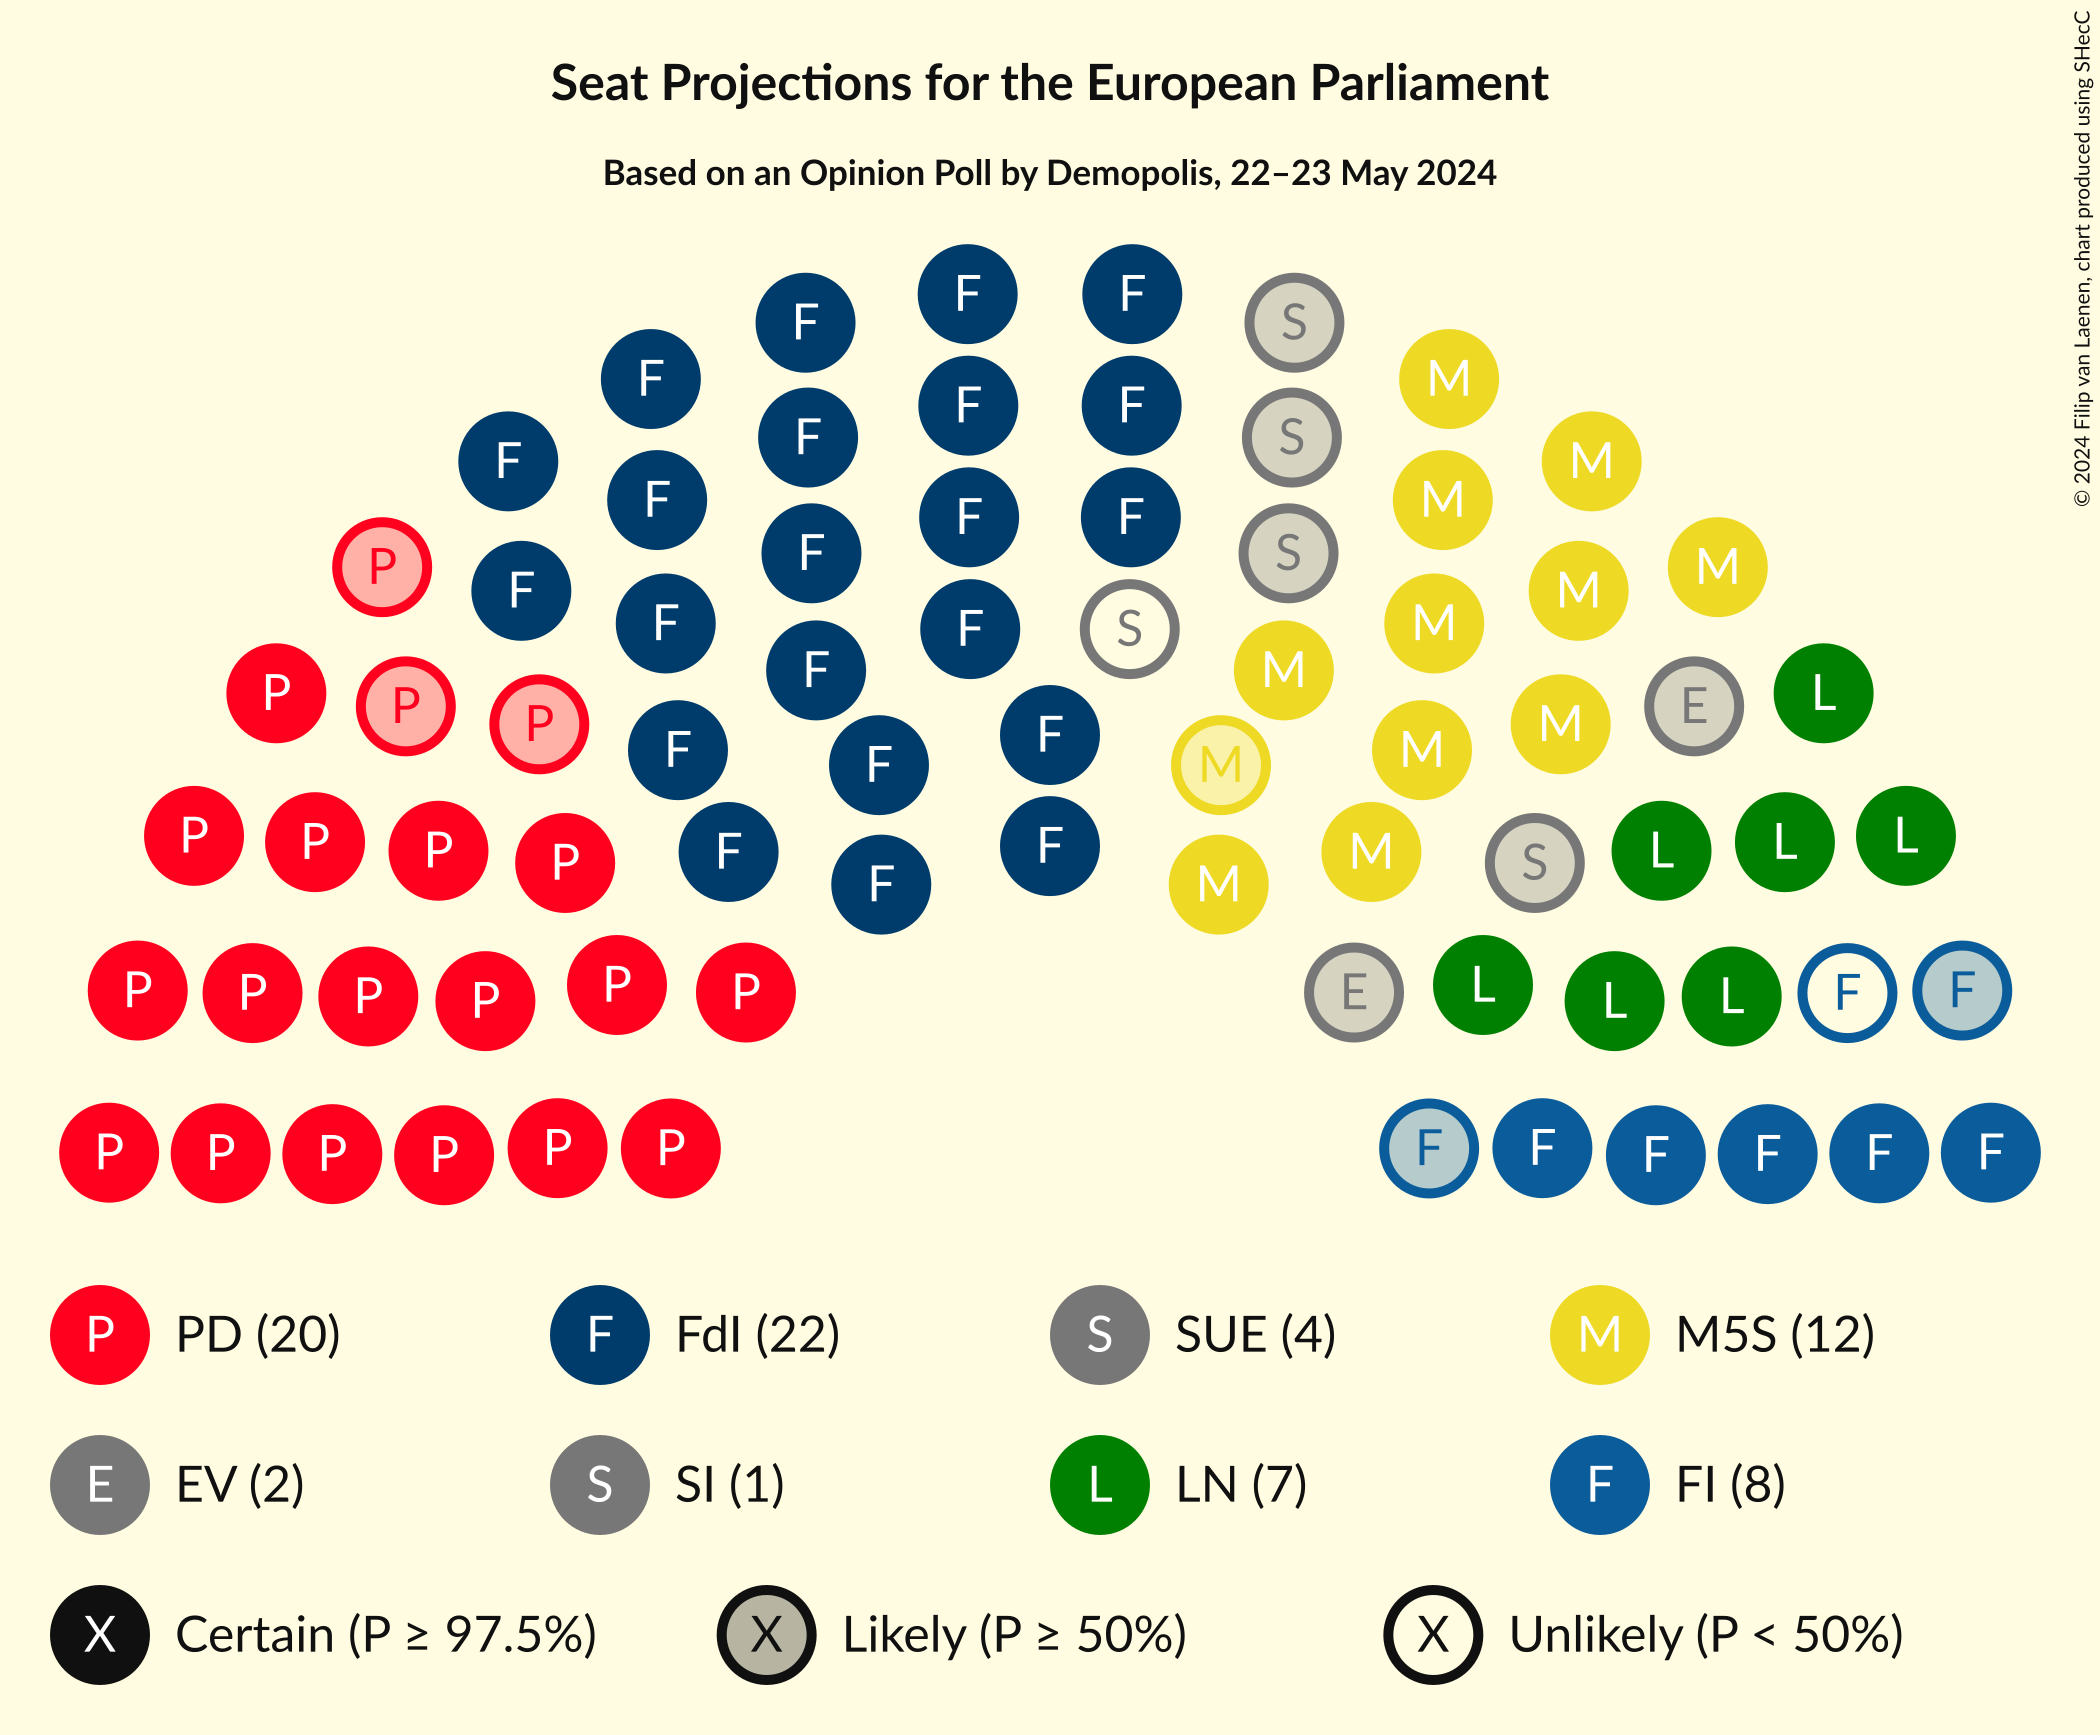 Seat Projections for the European Parliament
Based on an Opinion Poll by Demopolis, 22–23 May 2024
© 2024 Filip van Laenen, chart produced using SHecC
F F
F S
F M
F F
F S
F M
F M
F F
F S
P F M
F F M
F S M
F F
P P P M E L
F M
F F M
P P P P L L L
F M
F S
F M
P P P P P P E L L L F F
P P P P P P F F F F F F
P PD (20) F FdI (22) S SUE (4) M M5S (12)
E EV (2) S SI (1) L LN (7) F FI (8)
X Certain (P ≥ 97.5%) X Likely (P ≥ 50%) X Unlikely (P < 50%)